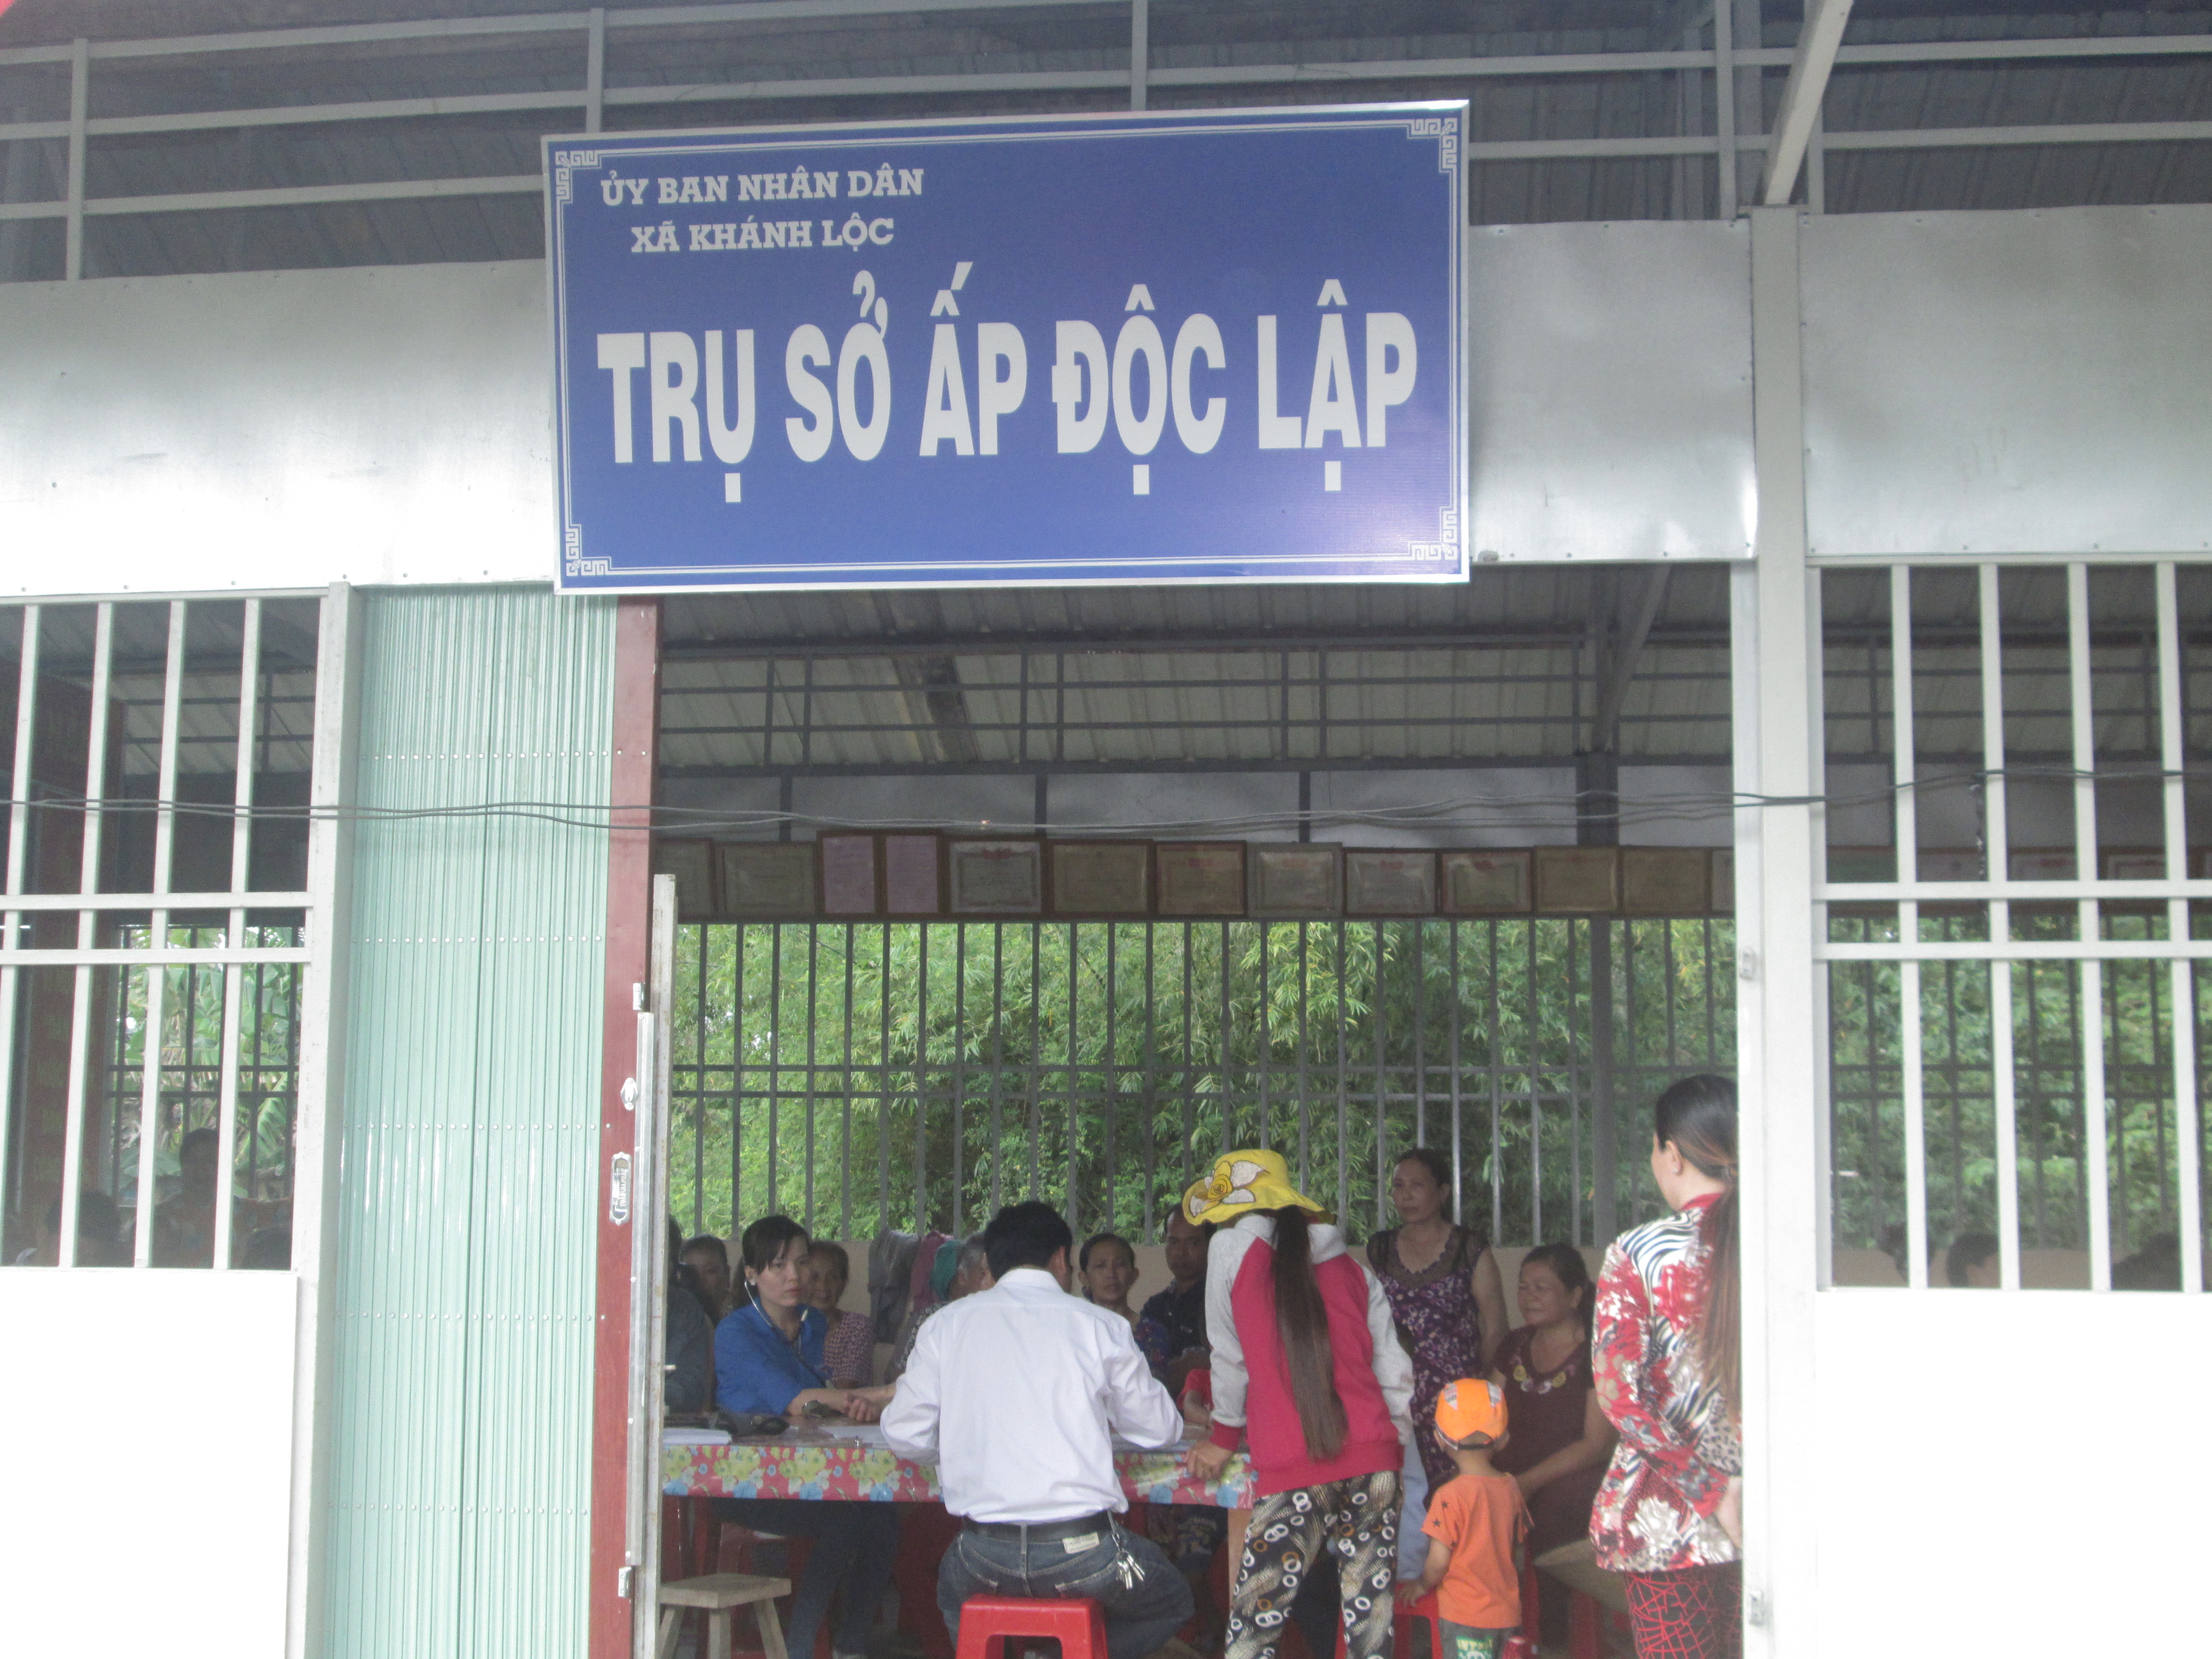 ỦY BAN NHÂN DÂN
XÃ KHÁNH LỘC
TRỤ SỞ ẤP ĐỘC LẬP